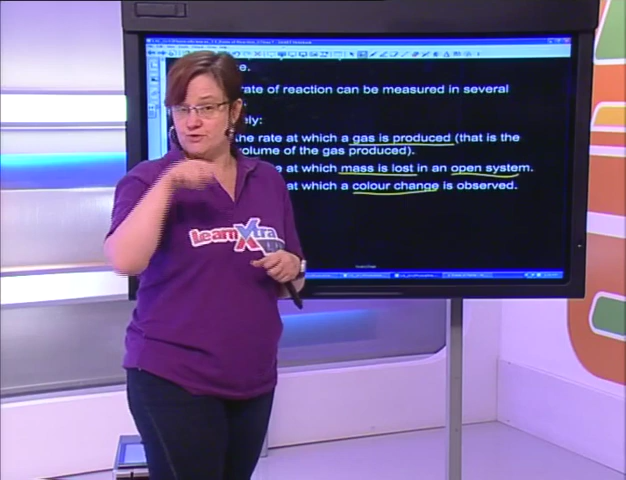 e.
rate of reaction can be measured in several
ely:
he rate at which a gas is produced (that is the
volume of the gas produced).
e at which mass is lost in an open system.
at which a colour change is observed.
LearnXtra